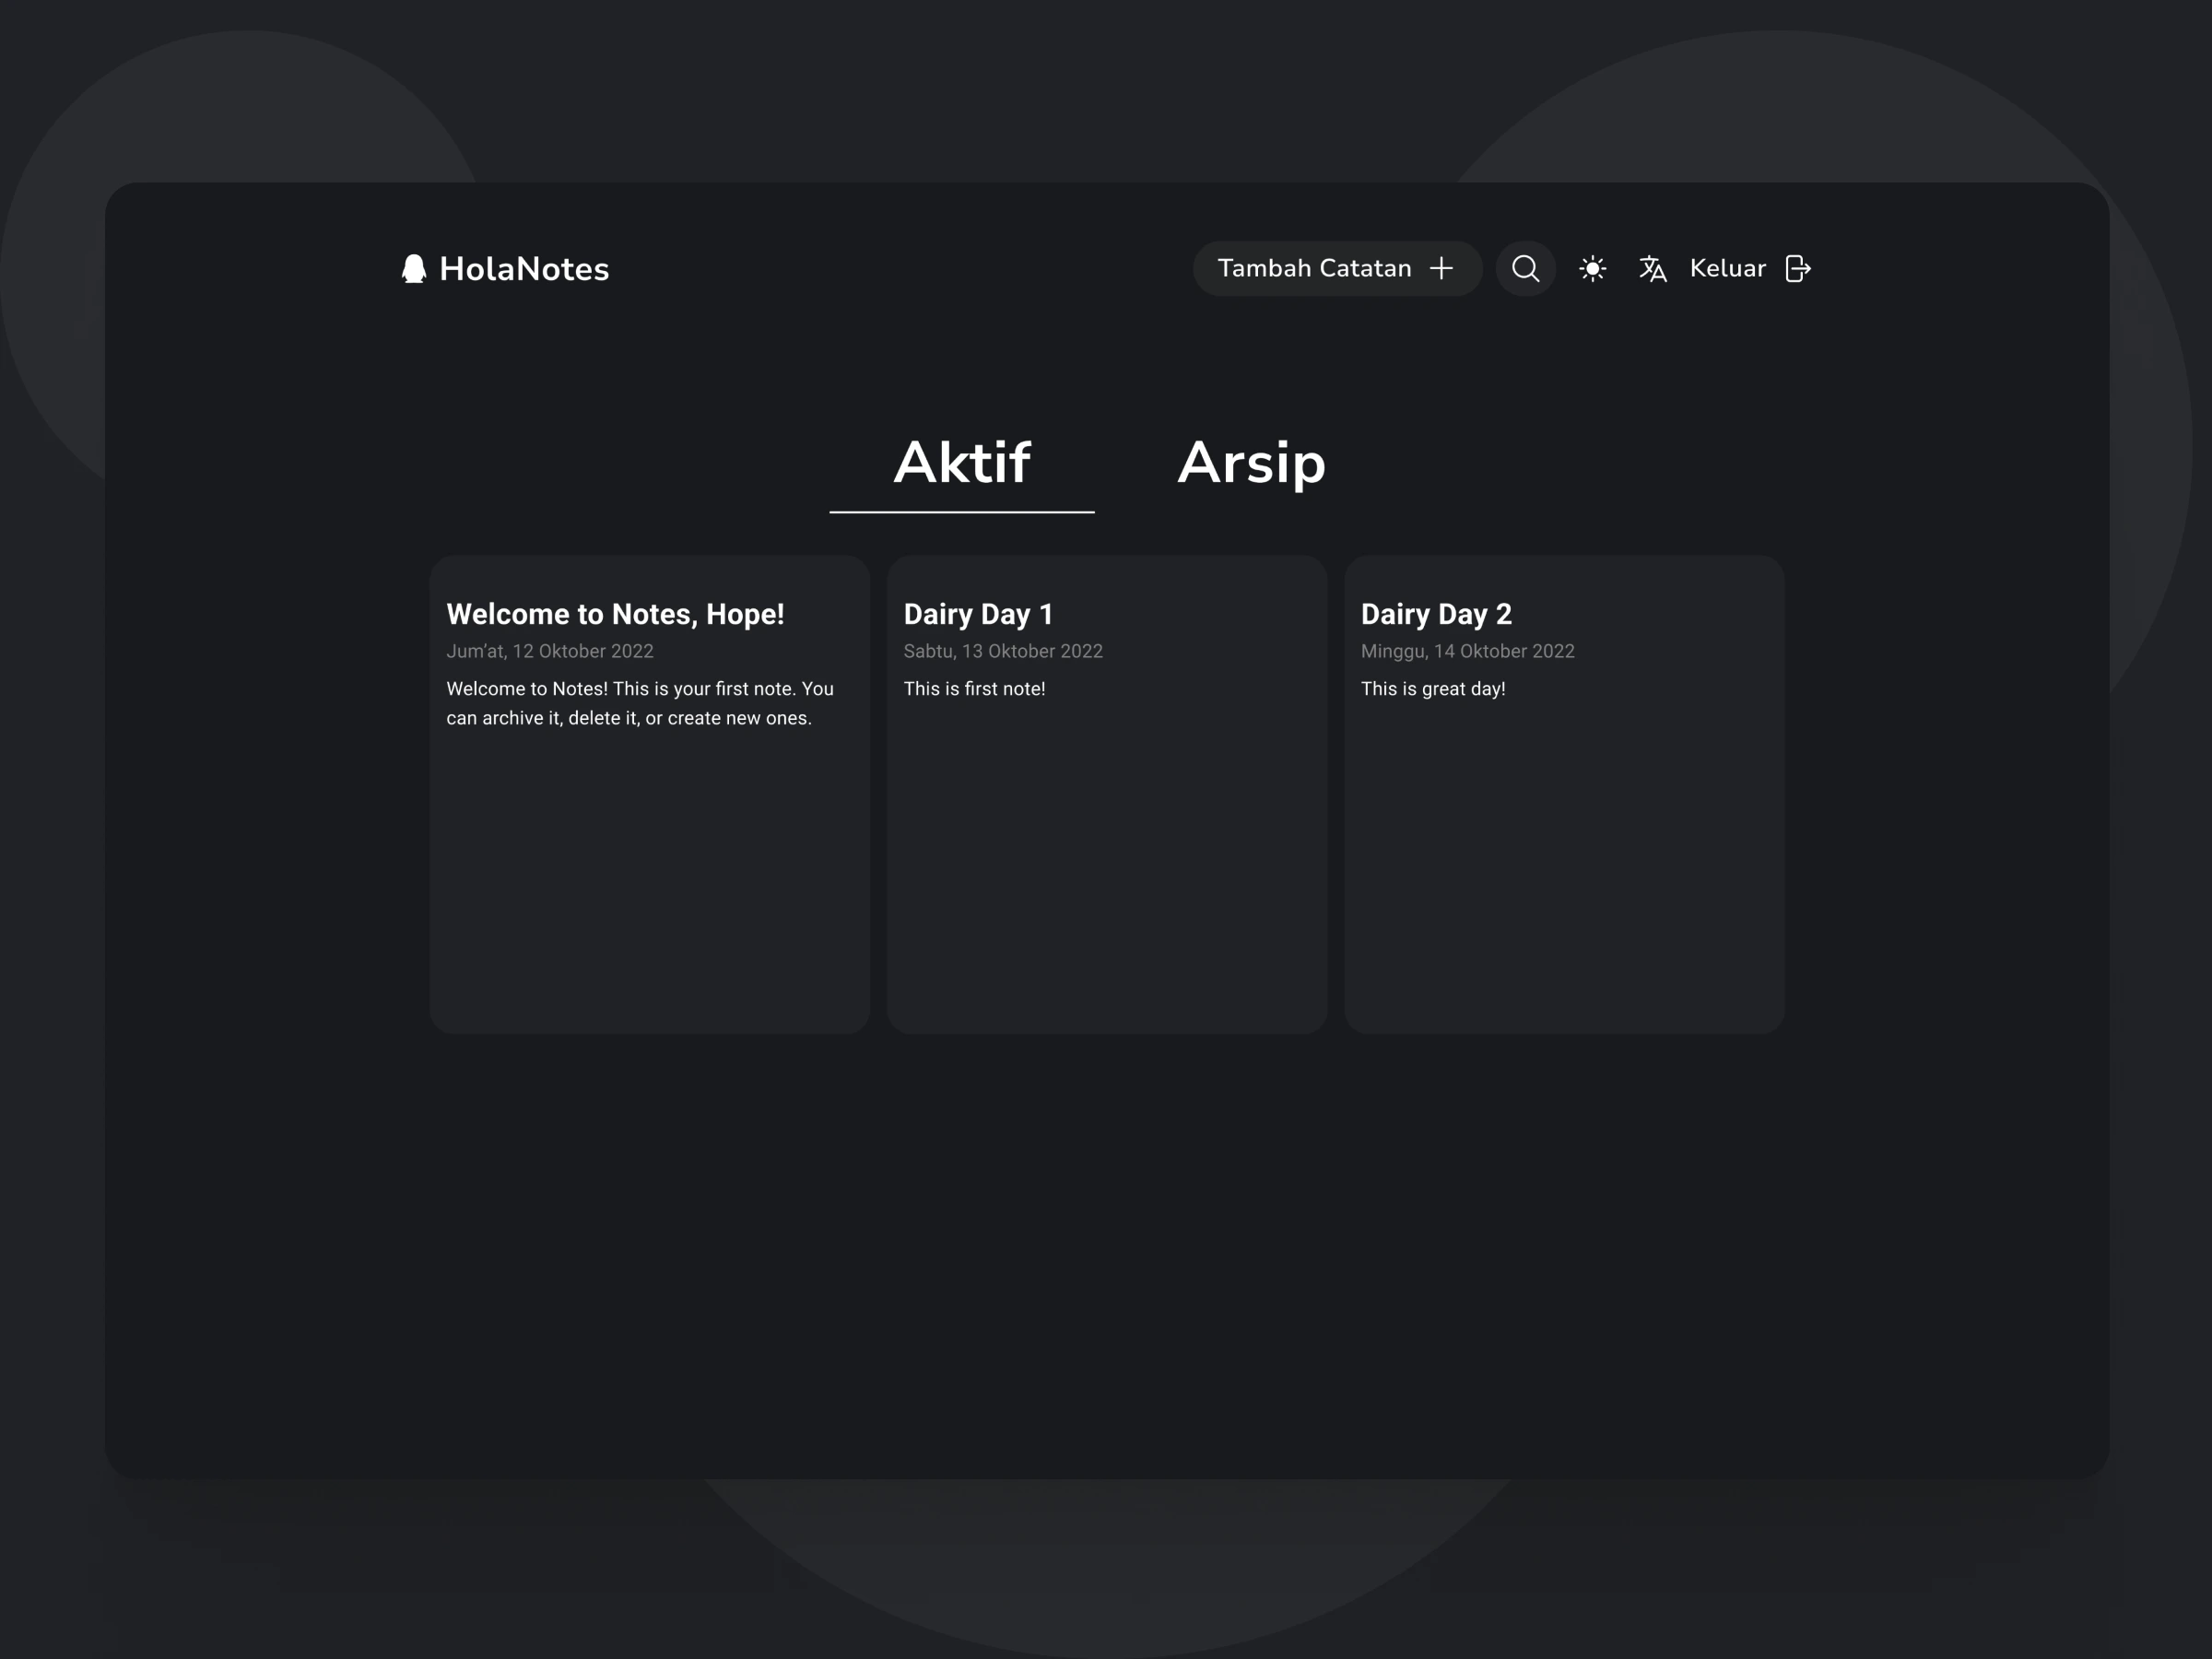 HolaNotes
Tambah Catatan
Keluar
Aktif
Arsip
Welcome to Notes, Hope!
Jum’at, 12 Oktober 2022
Welcome to Notes! This is your first note. You
can archive it, delete it, or create new ones.
Dairy Day 1
Sabtu, 13 Oktober 2022
This is first note!
Dairy Day 2
Minggu, 14 Oktober 2022
This is great day!